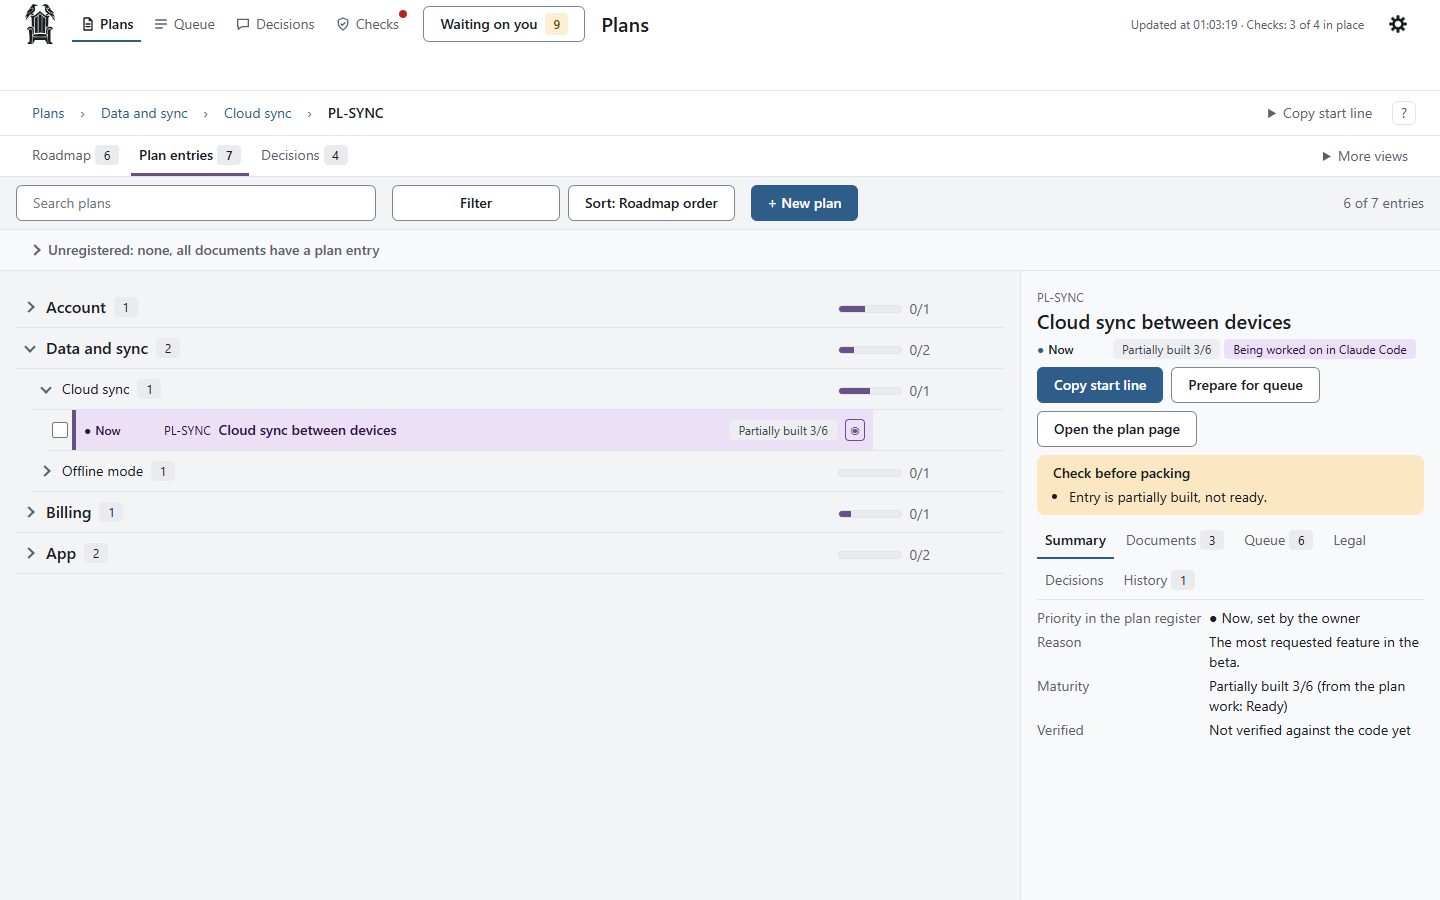 Plans
Queue
Decisions
Checks
Waiting on you 9
Plans
Updated at 01:03:19 · Checks: 3 of 4 in place
Plans › Data and sync › Cloud sync › PL-SYNC
▶ Copy start line
?
Roadmap 6
Plan entries 7
Decisions 4
▶ More views
Search plans
Filter
Sort: Roadmap order
+ New plan
6 of 7 entries
Unregistered: none, all documents have a plan entry
Account 1 0/1
Data and sync 2 0/2
Cloud sync 1 0/1
● Now PL-SYNC Cloud sync between devices Partially built 3/6
Offline mode 1 0/1
Billing 1 0/1
App 2 0/2
PL-SYNC
Cloud sync between devices
● Now Partially built 3/6 Being worked on in Claude Code
Copy start line
Prepare for queue
Open the plan page
Check before packing
• Entry is partially built, not ready.
Summary
Documents 3
Queue 6
Legal
Decisions
History 1
Priority in the plan register ● Now, set by the owner
Reason The most requested feature in the
beta.
Maturity Partially built 3/6 (from the plan
work: Ready)
Verified Not verified against the code yet